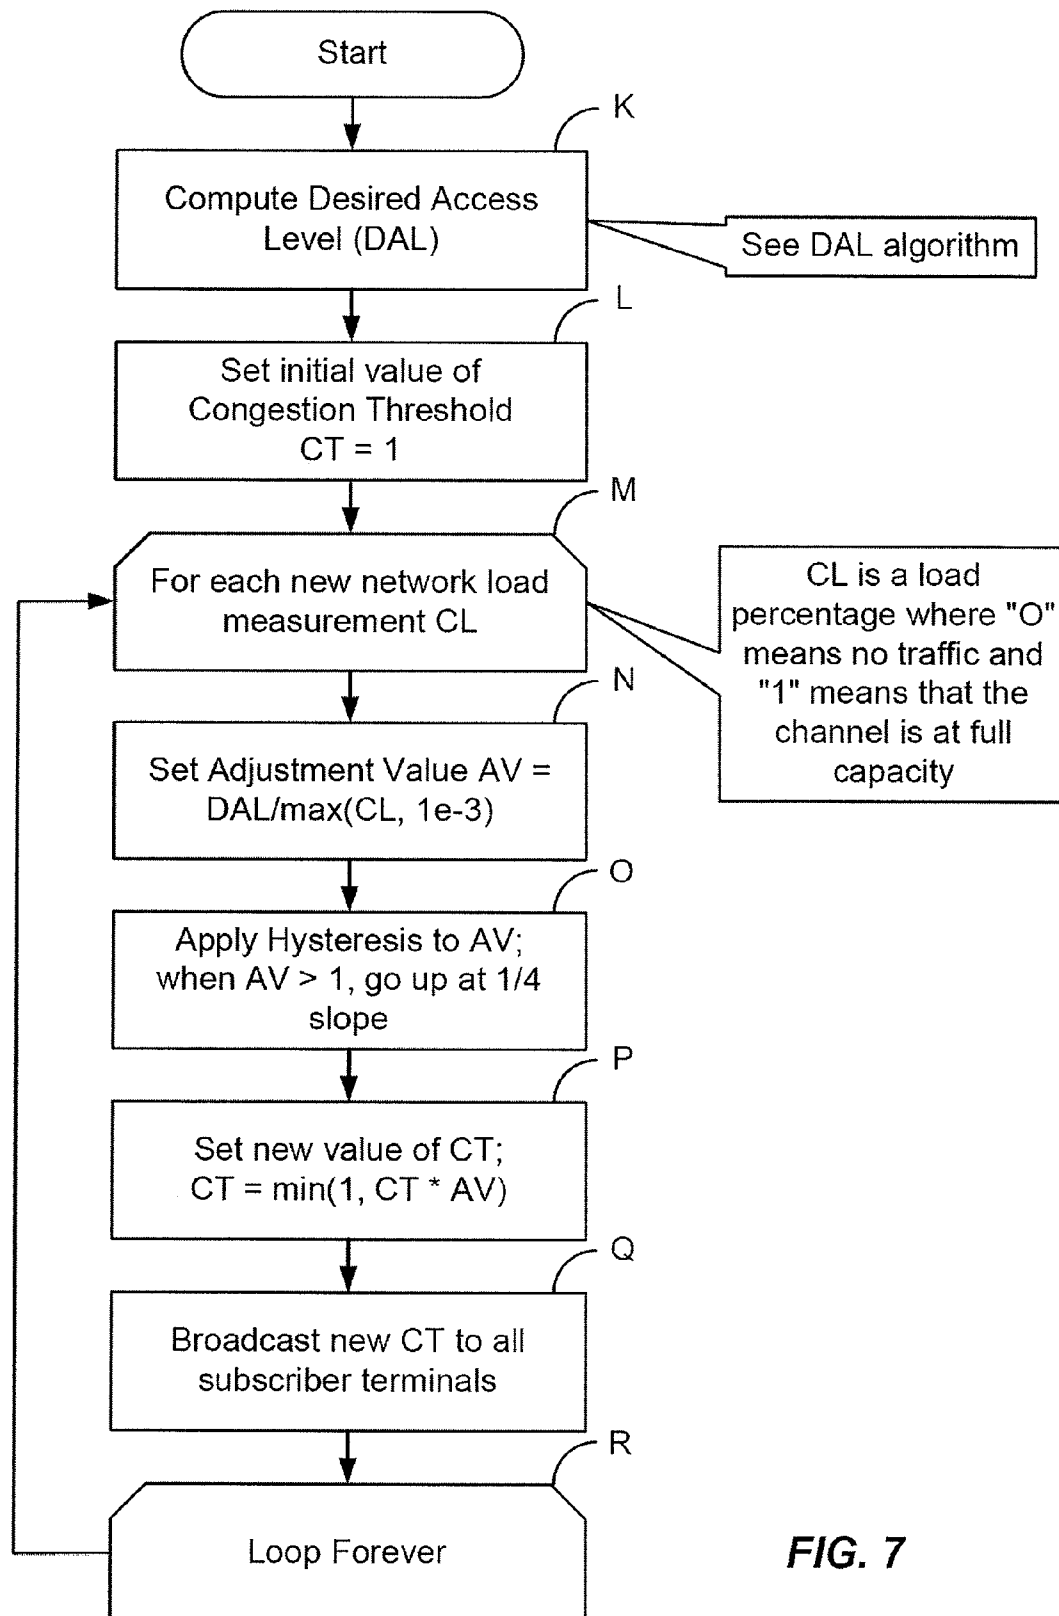 Start
K
Compute Desired Access
Level (DAL)
See DAL algorithm
L
Set initial value of
Congestion Threshold
CT = 1
M
For each new network load
measurement CL
CL is a load
percentage where "O"
means no traffic and
"1" means that the
channel is at full
capacity
N
Set Adjustment Value AV =
DAL/max(CL, 1e-3)
O
Apply Hysteresis to AV;
when AV > 1, go up at 1/4
slope
P
Set new value of CT;
CT = min(1, CT * AV)
Q
Broadcast new CT to all
subscriber terminals
R
Loop Forever
FIG. 7